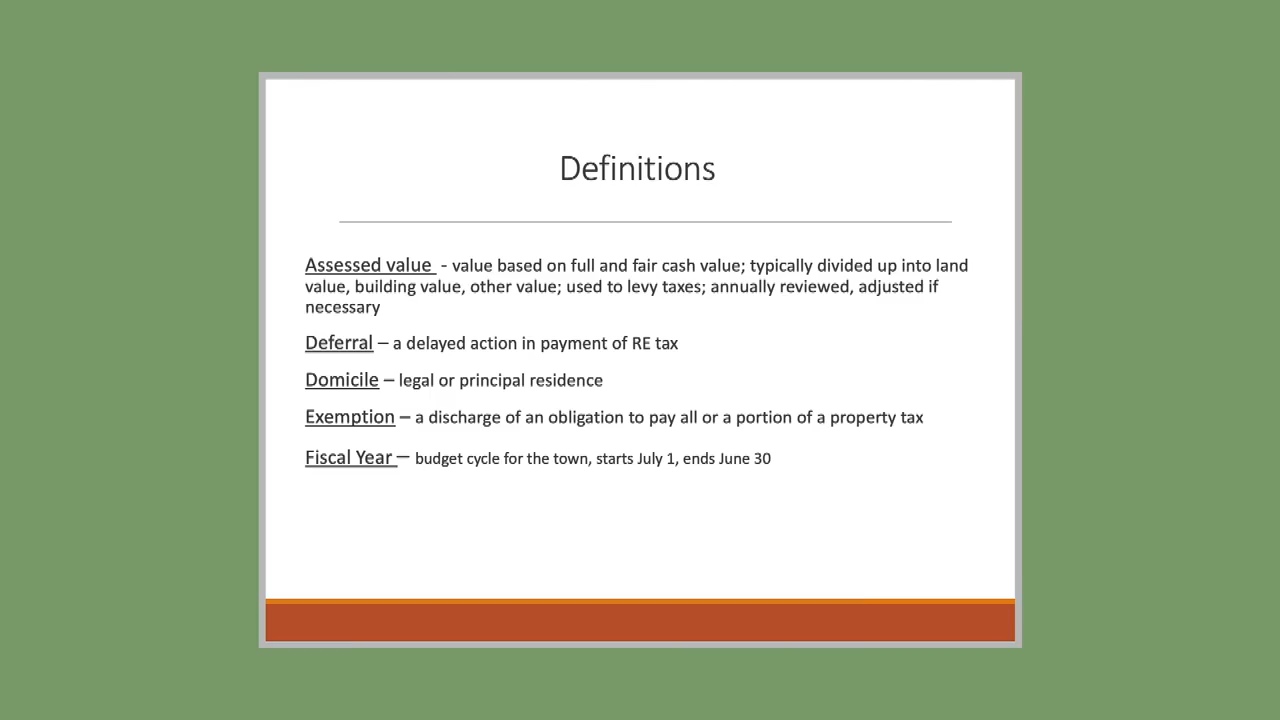 Definitions
Assessed value - value based on full and fair cash value; typically divided up into land
value, building value, other value; used to levy taxes; annually reviewed, adjusted if
necessary
Deferral – a delayed action in payment of RE tax
Domicile – legal or principal residence
Exemption – a discharge of an obligation to pay all or a portion of a property tax
Fiscal Year – budget cycle for the town, starts July 1, ends June 30